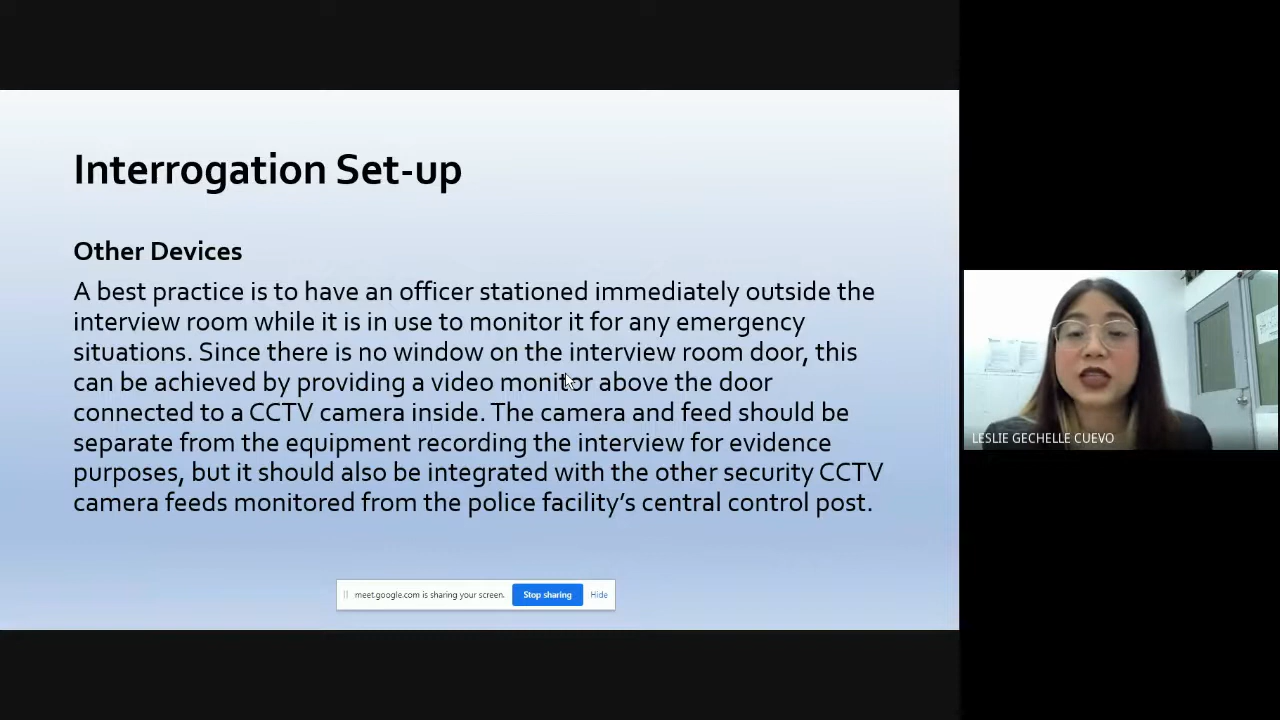 Interrogation Set-up
Other Devices
A best practice is to have an officer stationed immediately outside the
interview room while it is in use to monitor it for any emergency
situations. Since there is no window on the interview room door, this
can be achieved by providing a video monitor above the door
connected to a CCTV camera inside. The camera and feed should be
separate from the equipment recording the interview for evidence
purposes, but it should also be integrated with the other security CCTV
camera feeds monitored from the police facility’s central control post.
meet.google.com is sharing your screen.
Stop sharing
Hide
LESLIE GECHELLE CUEVO